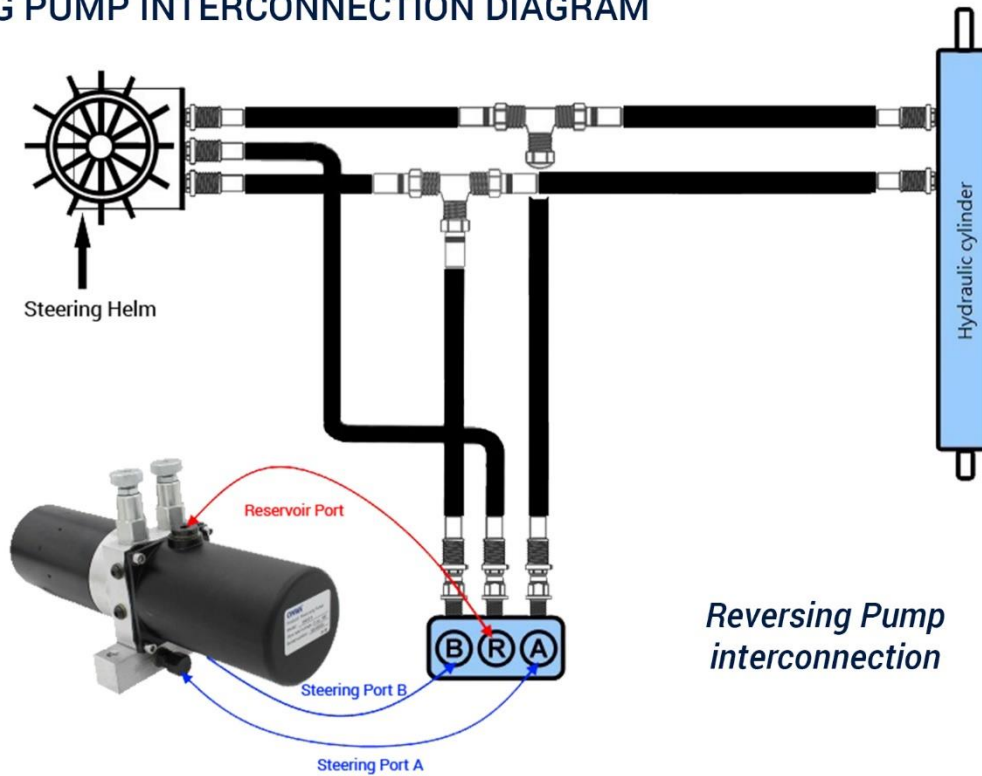 G PUMP INTERCONNECTION DIAGRAM
Steering Helm
Hydraulic cylinder
Reservoir Port
B R A
Reversing Pump
interconnection
Steering Port B
Steering Port A